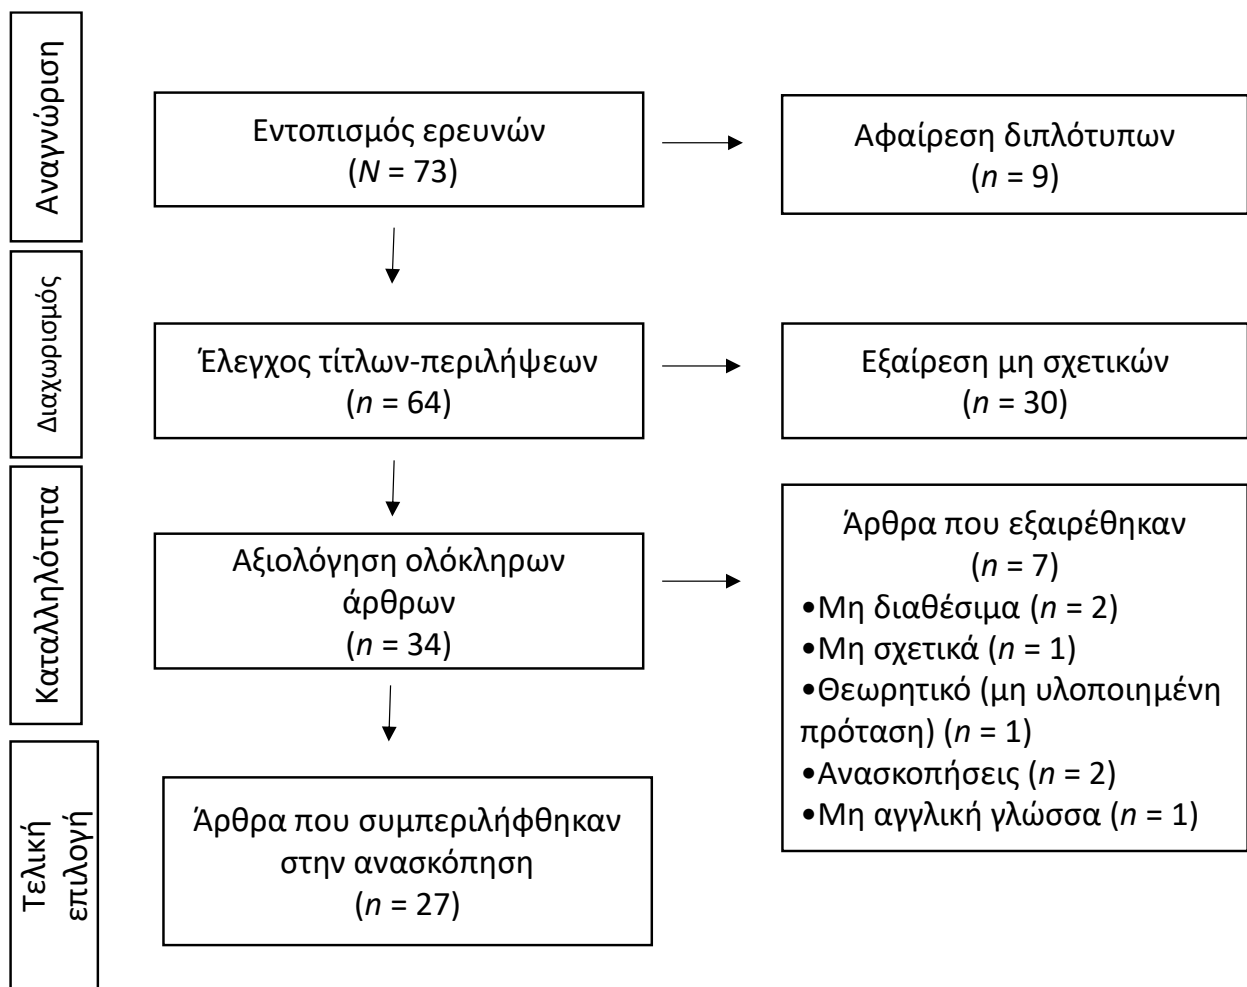 Αναγνώριση
Εντοπισμός ερευνών
(N = 73)
Αφαίρεση διπλότυπων
(n = 9)
Διαχωρισμός
Έλεγχος τίτλων-περιλήψεων
(n = 64)
Εξαίρεση μη σχετικών
(n = 30)
Καταλληλότητα
Αξιολόγηση ολόκληρων
άρθρων
(n = 34)
Άρθρα που εξαιρέθηκαν
(n = 7)
•Μη διαθέσιμα (n = 2)
•Μη σχετικά (n = 1)
•Θεωρητικό (μη υλοποιημένη
πρόταση) (n = 1)
•Ανασκοπήσεις (n = 2)
•Μη αγγλική γλώσσα (n = 1)
Τελική
επιλογή
Άρθρα που συμπεριλήφθηκαν
στην ανασκόπηση
(n = 27)